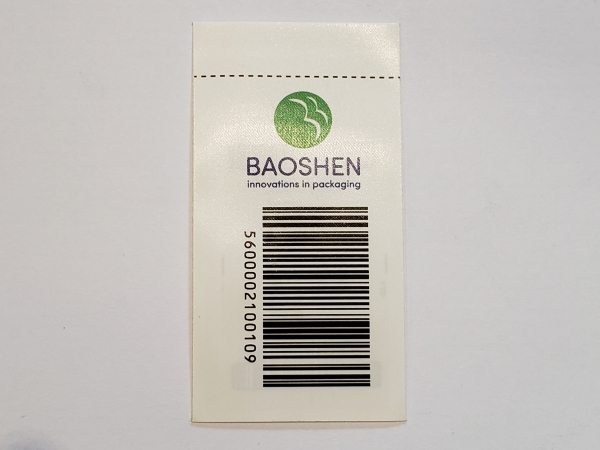 BAOSHEN
innovations in packaging
5600002100109